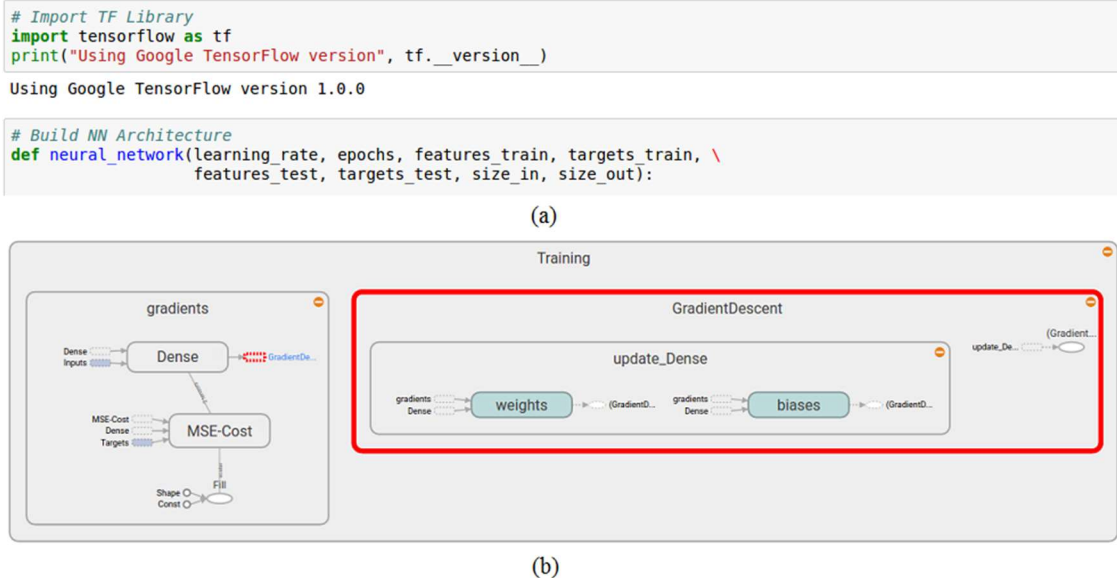 # Import TF Library
import tensorflow as tf
print("Using Google TensorFlow version", tf.__version__)
Using Google TensorFlow version 1.0.0
# Build NN Architecture
def neural_network(learning_rate, epochs, features_train, targets_train, \
features_test, targets_test, size_in, size_out):
(a)
Training
gradients
Dense
Inputs
Dense
GradientDe...
MSE-Cost
Dense
Targets
MSE-Cost
Fill
Shape
Const
GradientDescent
(Gradient...
update_De...
update_Dense
gradients
Dense
weights
(GradientD...
gradients
Dense
biases
(GradientD...
(b)